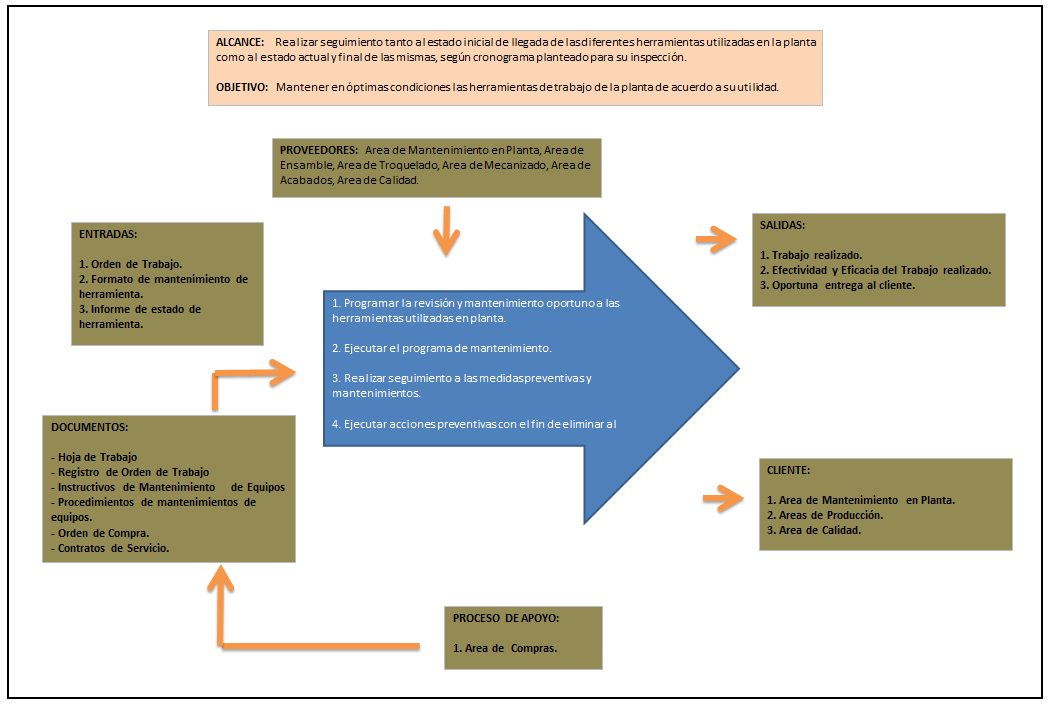 ALCANCE: Realizar seguimiento tanto al estado inicial de llegada de las diferentes herramientas utilizadas en la planta
como al estado actual y final de las mismas, según cronograma planteado para su inspección.
OBJETIVO: Mantener en óptimas condiciones las herramientas de trabajo de la planta de acuerdo a su utilidad.
PROVEEDORES: Area de Mantenimiento en Planta, Area de
Ensamble, Area de Troquelado, Area de Mecanizado, Area de
Acabados, Area de Calidad.
ENTRADAS:
1. Orden de Trabajo.
2. Formato de mantenimiento de
herramienta.
3. Informe de estado de
herramienta.
1. Programar la revisión y mantenimiento oportuno a las
herramientas utilizadas en planta.
2. Ejecutar el programa de mantenimiento.
3. Realizar seguimiento a las medidas preventivas y
mantenimientos.
4. Ejecutar acciones preventivas con el fin de eliminar al
SALIDAS:
1. Trabajo realizado.
2. Efectividad y Eficacia del Trabajo realizado.
3. Oportuna entrega al cliente.
DOCUMENTOS:
- Hoja de Trabajo
- Registro de Orden de Trabajo
- Instructivos de Mantenimiento de Equipos
- Procedimientos de mantenimientos de
equipos.
- Orden de Compra.
- Contratos de Servicio.
CLIENTE:
1. Area de Mantenimiento en Planta.
2. Areas de Producción.
3. Area de Calidad.
PROCESO DE APOYO:
1. Area de Compras.